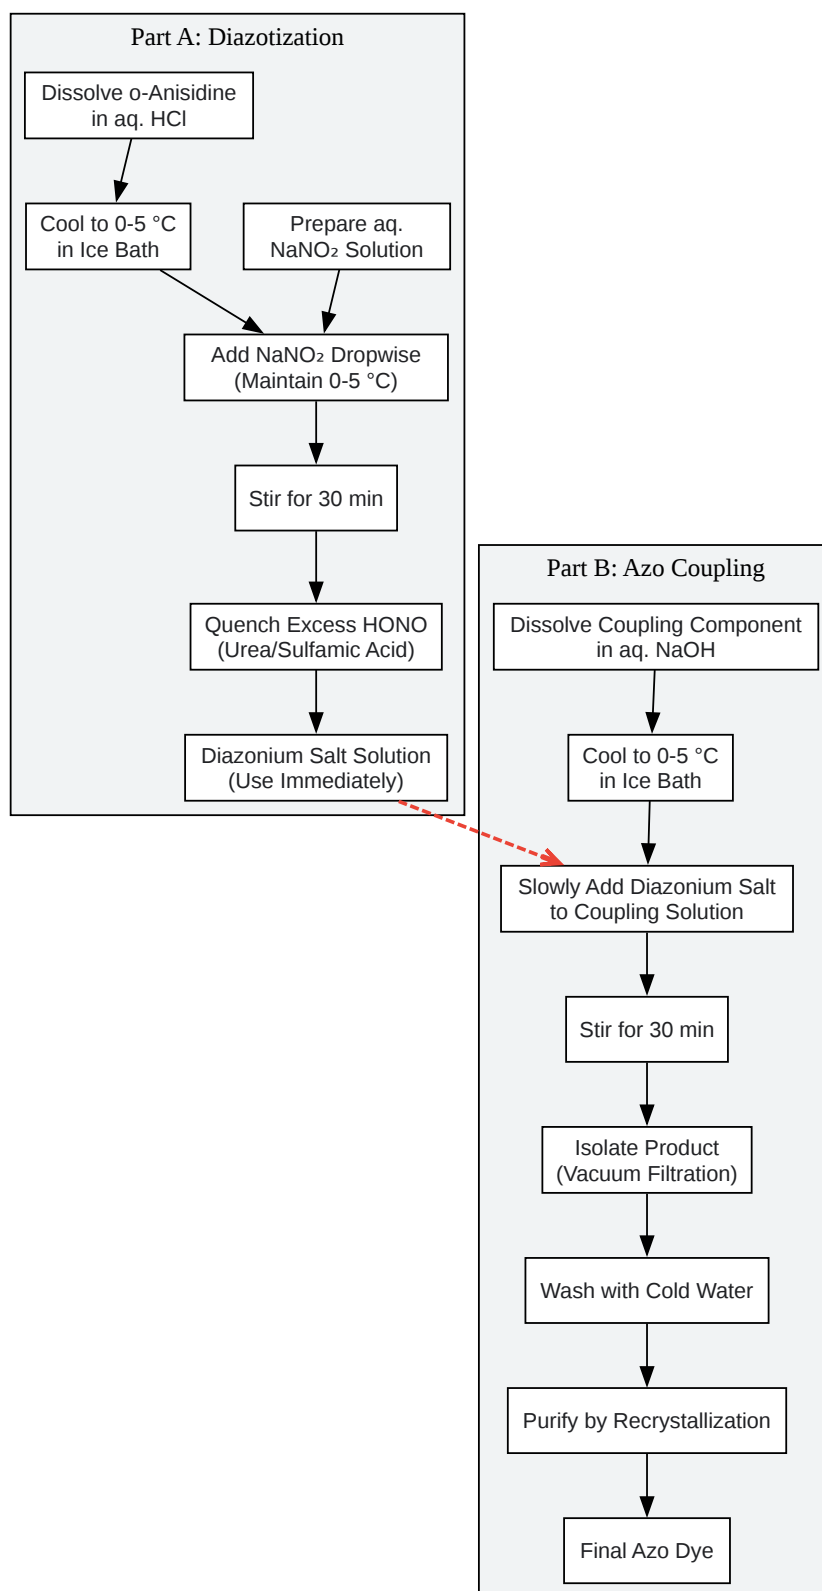 Part A: Diazotization
Dissolve o-Anisidine
in aq. HCl
Cool to 0-5 °C
in Ice Bath
Prepare aq.
NaNO₂ Solution
Add NaNO₂ Dropwise
(Maintain 0-5 °C)
Stir for 30 min
Quench Excess HONO
(Urea/Sulfamic Acid)
Diazonium Salt Solution
(Use Immediately)
Part B: Azo Coupling
Dissolve Coupling Component
in aq. NaOH
Cool to 0-5 °C
in Ice Bath
Slowly Add Diazonium Salt
to Coupling Solution
Stir for 30 min
Isolate Product
(Vacuum Filtration)
Wash with Cold Water
Purify by Recrystallization
Final Azo Dye